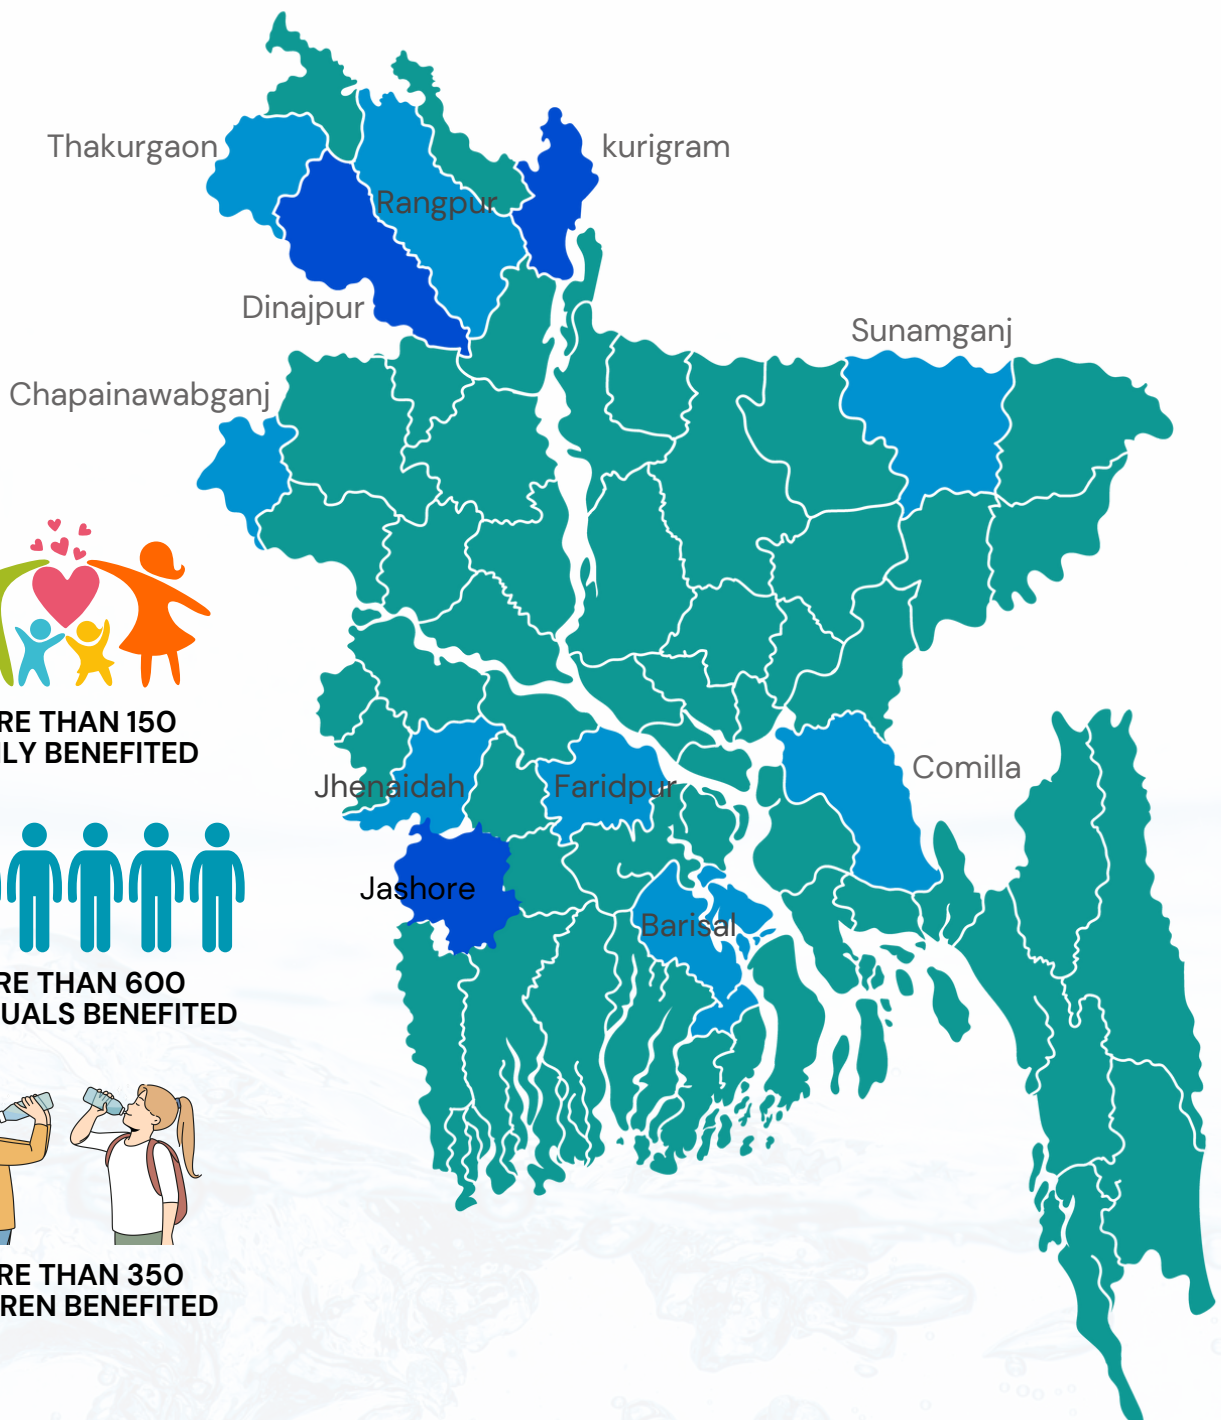 Thakurgaon
kurigram
Rangpur
Dinajpur
Sunamganj
Chapainawabganj
RE THAN 150
LY BENEFITED
Jhenaidah
Faridpur
Comilla
Jashore
Barisal
RE THAN 600
UALS BENEFITED
RE THAN 350
REN BENEFITED